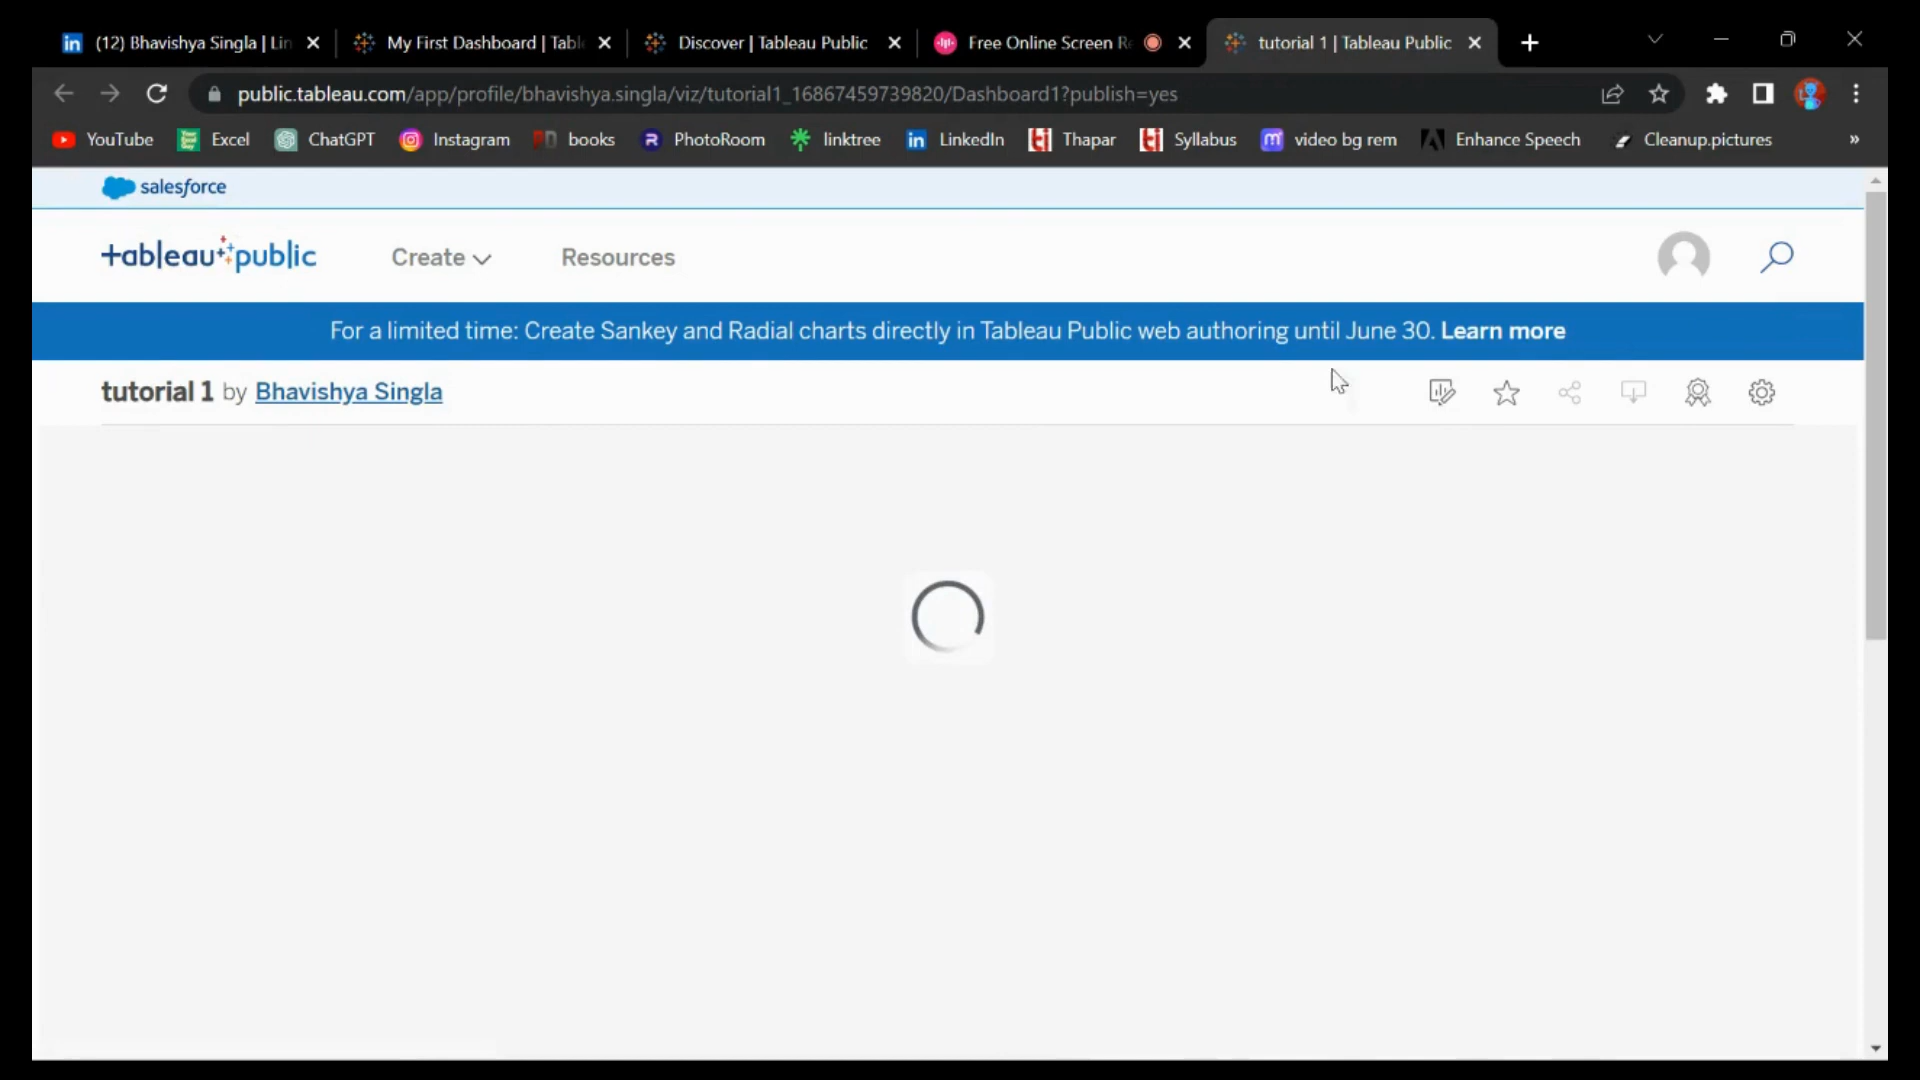 (12) Bhavishya Singla | Lin
My First Dashboard | Table
Discover | Tableau Public
Free Online Screen Re
tutorial 1 | Tableau Public
public.tableau.com/app/profile/bhavishya.singla/viz/tutorial1_16867459739820/Dashboard1?publish=yes
YouTube Excel ChatGPT Instagram books PhotoRoom linktree LinkedIn Thapar Syllabus video bg rem Enhance Speech Cleanup.pictures »
salesforce
+ableau public Create Resources
For a limited time: Create Sankey and Radial charts directly in Tableau Public web authoring until June 30. Learn more
tutorial 1 by Bhavishya Singla